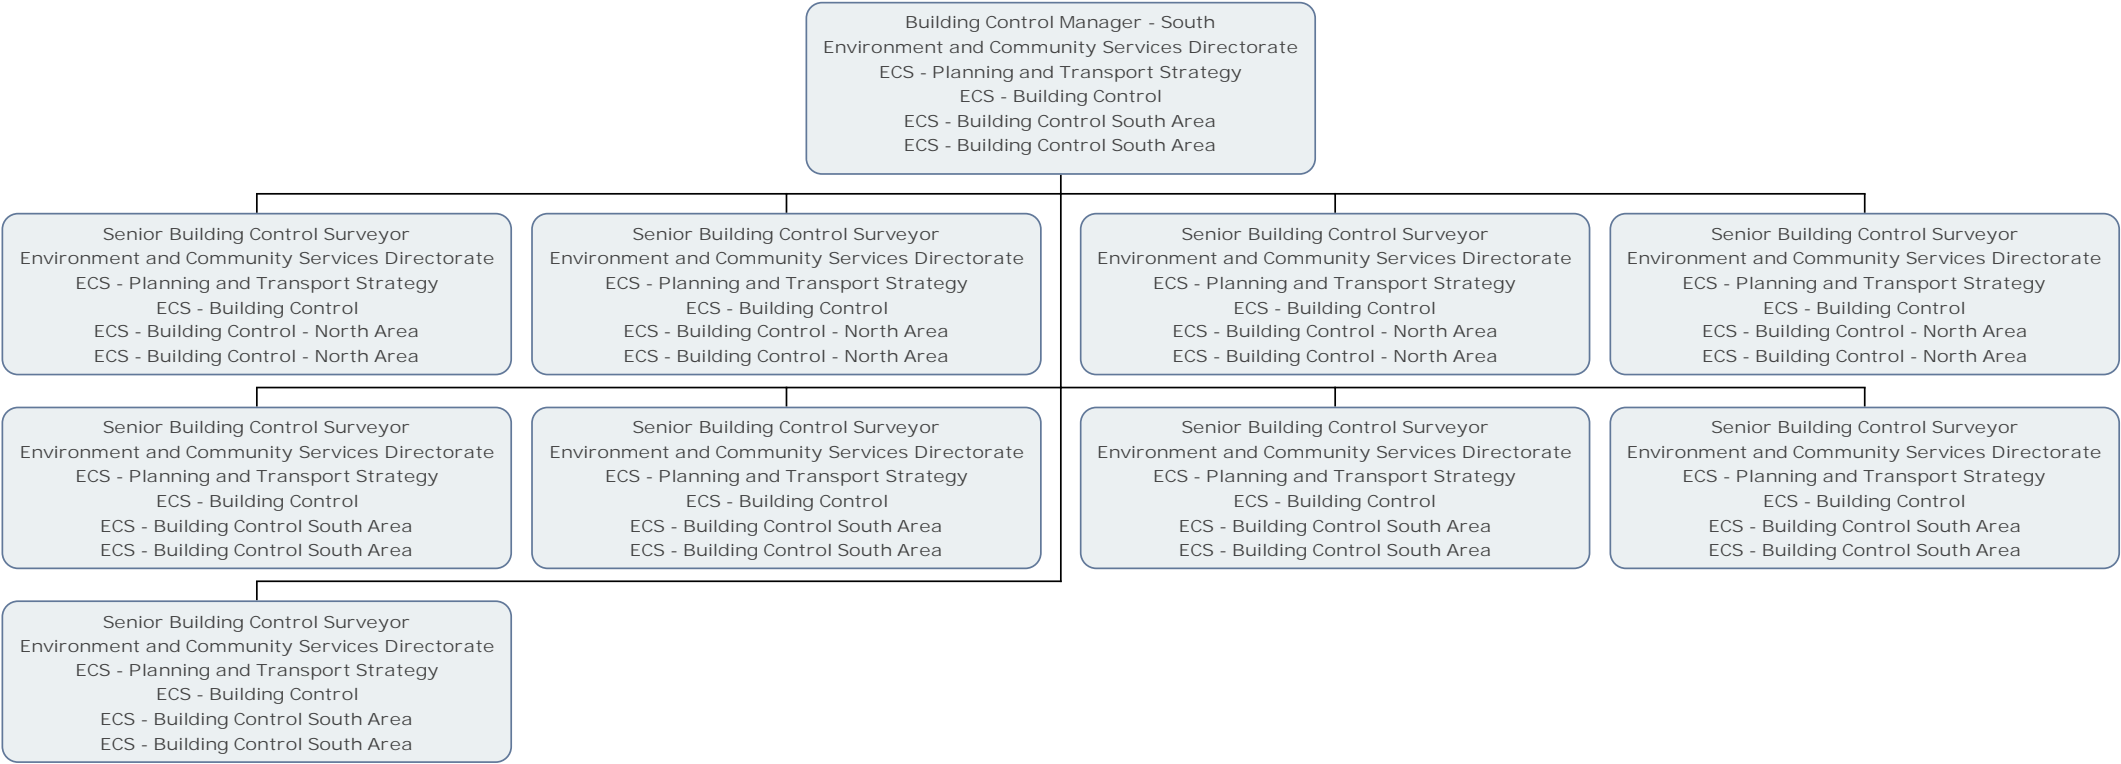 Building Control Manager - South
Environment and Community Services Directorate
ECS - Planning and Transport Strategy
ECS - Building Control
ECS - Building Control South Area
ECS - Building Control South Area
Senior Building Control Surveyor
Environment and Community Services Directorate
ECS - Planning and Transport Strategy
ECS - Building Control
ECS - Building Control - North Area
ECS - Building Control - North Area
Senior Building Control Surveyor
Environment and Community Services Directorate
ECS - Planning and Transport Strategy
ECS - Building Control
ECS - Building Control - North Area
ECS - Building Control - North Area
Senior Building Control Surveyor
Environment and Community Services Directorate
ECS - Planning and Transport Strategy
ECS - Building Control
ECS - Building Control - North Area
ECS - Building Control - North Area
Senior Building Control Surveyor
Environment and Community Services Directorate
ECS - Planning and Transport Strategy
ECS - Building Control
ECS - Building Control - North Area
ECS - Building Control - North Area
Senior Building Control Surveyor
Environment and Community Services Directorate
ECS - Planning and Transport Strategy
ECS - Building Control
ECS - Building Control South Area
ECS - Building Control South Area
Senior Building Control Surveyor
Environment and Community Services Directorate
ECS - Planning and Transport Strategy
ECS - Building Control
ECS - Building Control South Area
ECS - Building Control South Area
Senior Building Control Surveyor
Environment and Community Services Directorate
ECS - Planning and Transport Strategy
ECS - Building Control
ECS - Building Control South Area
ECS - Building Control South Area
Senior Building Control Surveyor
Environment and Community Services Directorate
ECS - Planning and Transport Strategy
ECS - Building Control
ECS - Building Control South Area
ECS - Building Control South Area
Senior Building Control Surveyor
Environment and Community Services Directorate
ECS - Planning and Transport Strategy
ECS - Building Control
ECS - Building Control South Area
ECS - Building Control South Area